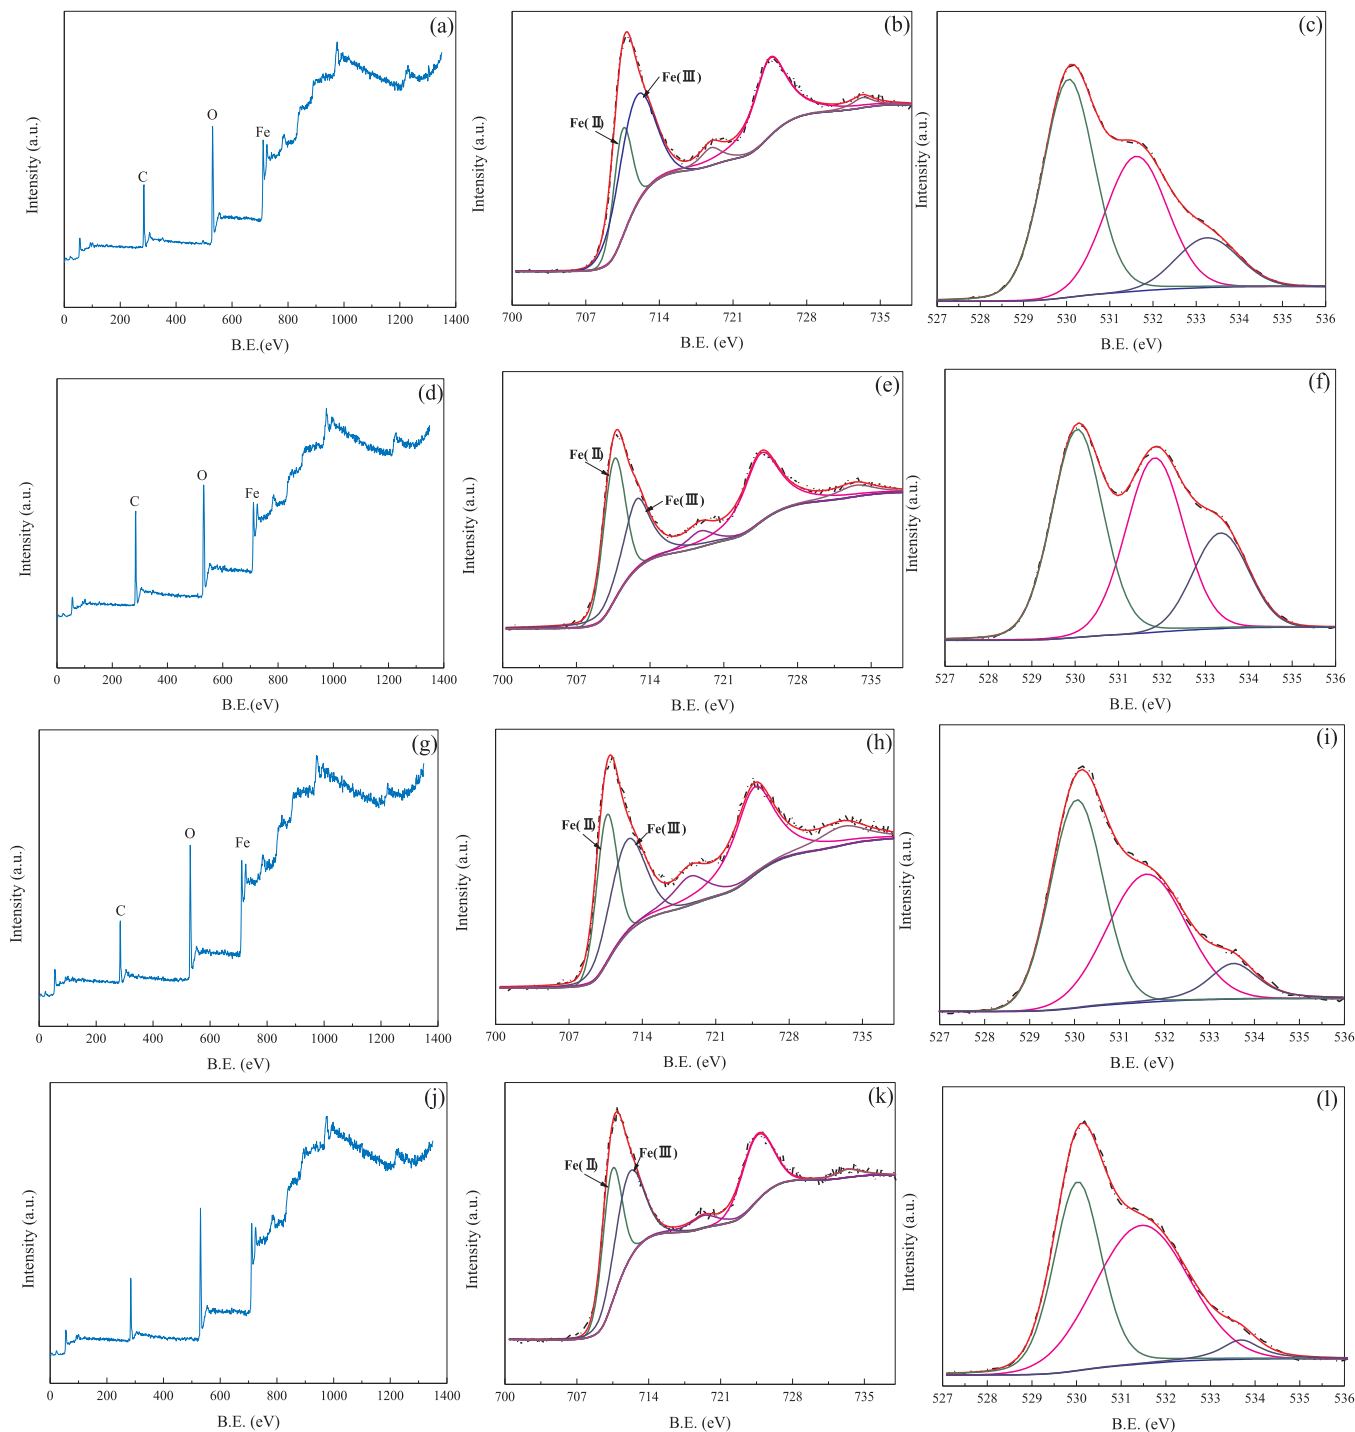 (a)
Intensity (a.u.)
C
O
Fe
0 200 400 600 800 1000 1200 1400
B.E.(eV)
(b)
Intensity (a.u.)
Fe(Ⅱ)
Fe(Ⅲ)
700 707 714 721 728 735
B.E. (eV)
(c)
Intensity (a.u.)
527 528 529 530 531 532 533 534 535 536
B.E. (eV)
(d)
Intensity (a.u.)
C
O
Fe
0 200 400 600 800 1000 1200 1400
B.E.(eV)
(e)
Intensity (a.u.)
Fe(Ⅱ)
Fe(Ⅲ)
700 707 714 721 728 735
B.E. (eV)
(f)
Intensity (a.u.)
527 528 529 530 531 532 533 534 535 536
B.E. (eV)
(g)
Intensity (a.u.)
C
O
Fe
0 200 400 600 800 1000 1200 1400
B.E. (eV)
(h)
Intensity (a.u.)
Fe(Ⅱ)
Fe(Ⅲ)
700 707 714 721 728 735
B.E. (eV)
(i)
Intensity (a.u.)
527 528 529 530 531 532 533 534 535 536
B.E. (eV)
(j)
Intensity (a.u.)
0 200 400 600 800 1000 1200 1400
B.E. (eV)
(k)
Intensity (a.u.)
Fe(Ⅱ)
Fe(Ⅲ)
700 707 714 721 728 735
B.E. (eV)
(l)
Intensity (a.u.)
527 528 529 530 531 532 533 534 535 536
B.E. (eV)